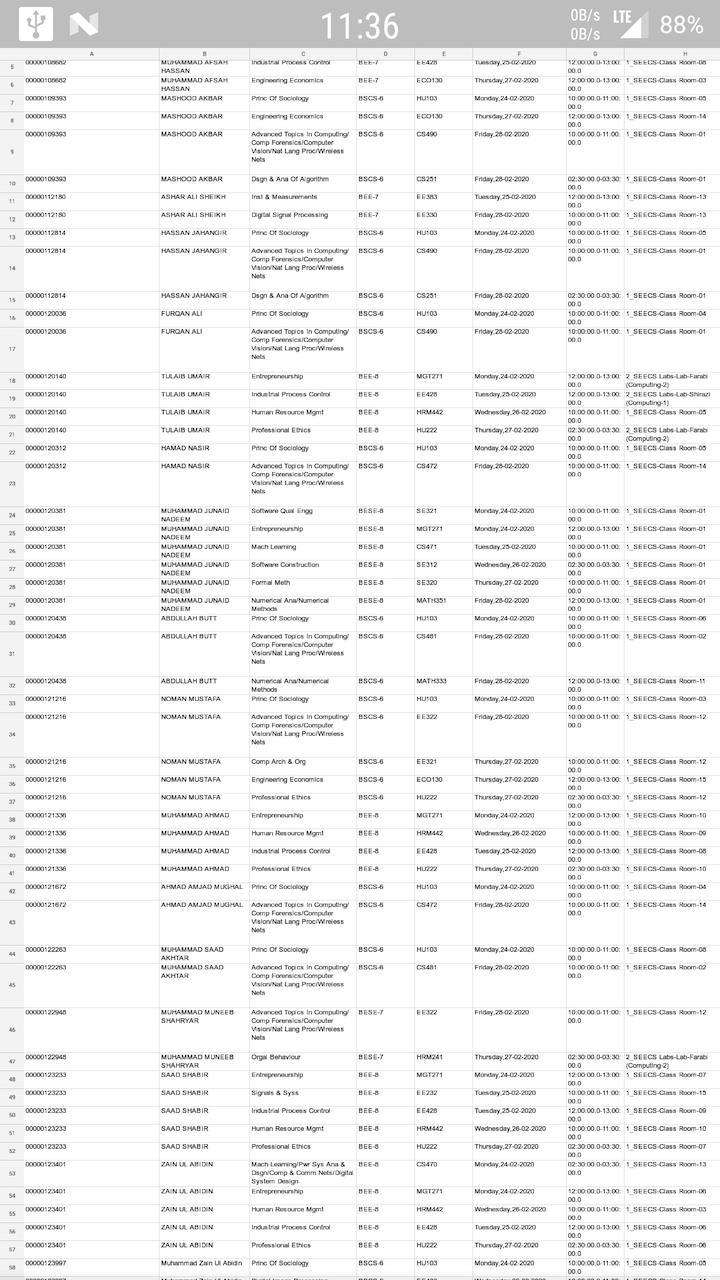 11:36 0B/s 0B/s LTE 88%
A B C D E F G H
5 00000108682 MUHAMMAD AFSAH Industrial Process Control BEE-7 EE428 Tuesday,25-02-2020 12:00:00.0-13:00: 1_SEECS-Class Room-08
HASSAN 00.0
6 00000108682 MUHAMMAD AFSAH Engineering Economics BEE-7 ECO130 Thursday,27-02-2020 12:00:00.0-13:00: 1_SEECS-Class Room-03
HASSAN 00.0
7 00000109393 MASHOOD AKBAR Princ Of Sociology BSCS-6 HU103 Monday,24-02-2020 10:00:00.0-11:00: 1_SEECS-Class Room-05
00.0
8 00000109393 MASHOOD AKBAR Engineering Economics BSCS-6 ECO130 Thursday,27-02-2020 12:00:00.0-13:00: 1_SEECS-Class Room-14
00.0
9 00000109393 MASHOOD AKBAR Advanced Topics In Computing/ BSCS-6 CS490 Friday,28-02-2020 10:00:00.0-11:00: 1_SEECS-Class Room-01
Comp Forensics/Computer 00.0
Vision/Nat Lang Proc/Wireless
Nets
10 00000109393 MASHOOD AKBAR Dsgn & Ana Of Algorithm BSCS-6 CS251 Friday,28-02-2020 02:30:00.0-03:30: 1_SEECS-Class Room-01
00.0
11 00000112180 ASHAR ALI SHEIKH Inst & Measurements BEE-7 EE383 Tuesday,25-02-2020 12:00:00.0-13:00: 1_SEECS-Class Room-13
00.0
12 00000112180 ASHAR ALI SHEIKH Digital Signal Processing BEE-7 EE330 Friday,28-02-2020 10:00:00.0-11:00: 1_SEECS-Class Room-13
00.0
13 00000112814 HASSAN JAHANGIR Princ Of Sociology BSCS-6 HU103 Monday,24-02-2020 10:00:00.0-11:00: 1_SEECS-Class Room-05
00.0
14 00000112814 HASSAN JAHANGIR Advanced Topics In Computing/ BSCS-6 CS490 Friday,28-02-2020 10:00:00.0-11:00: 1_SEECS-Class Room-01
Comp Forensics/Computer 00.0
Vision/Nat Lang Proc/Wireless
Nets
15 00000112814 HASSAN JAHANGIR Dsgn & Ana Of Algorithm BSCS-6 CS251 Friday,28-02-2020 02:30:00.0-03:30: 1_SEECS-Class Room-01
00.0
16 00000120036 FURQAN ALI Princ Of Sociology BSCS-6 HU103 Monday,24-02-2020 10:00:00.0-11:00: 1_SEECS-Class Room-04
00.0
17 00000120036 FURQAN ALI Advanced Topics In Computing/ BSCS-6 CS490 Friday,28-02-2020 10:00:00.0-11:00: 1_SEECS-Class Room-01
Comp Forensics/Computer 00.0
Vision/Nat Lang Proc/Wireless
Nets
18 00000120140 TULAIB UMAIR Entrepreneurship BEE-8 MGT271 Monday,24-02-2020 12:00:00.0-13:00: 2_SEECS Labs-Lab-Farabi
00.0 (Computing-2)
19 00000120140 TULAIB UMAIR Industrial Process Control BEE-8 EE428 Tuesday,25-02-2020 12:00:00.0-13:00: 2_SEECS Labs-Lab-Shirazi
00.0 (Computing-1)
20 00000120140 TULAIB UMAIR Human Resource Mgmt BEE-8 HRM442 Wednesday,26-02-2020 10:00:00.0-11:00: 1_SEECS-Class Room-05
00.0
21 00000120140 TULAIB UMAIR Professional Ethics BEE-8 HU222 Thursday,27-02-2020 02:30:00.0-03:30: 2_SEECS Labs-Lab-Farabi
00.0 (Computing-2)
22 00000120312 HAMAD NASIR Princ Of Sociology BSCS-6 HU103 Monday,24-02-2020 10:00:00.0-11:00: 1_SEECS-Class Room-05
00.0
23 00000120312 HAMAD NASIR Advanced Topics In Computing/ BSCS-6 CS472 Friday,28-02-2020 10:00:00.0-11:00: 1_SEECS-Class Room-14
Comp Forensics/Computer 00.0
Vision/Nat Lang Proc/Wireless
Nets
24 00000120381 MUHAMMAD JUNAID Software Qual Engg BESE-8 SE321 Monday,24-02-2020 10:00:00.0-11:00: 1_SEECS-Class Room-01
NADEEM 00.0
25 00000120381 MUHAMMAD JUNAID Entrepreneurship BESE-8 MGT271 Monday,24-02-2020 12:00:00.0-13:00: 1_SEECS-Class Room-01
NADEEM 00.0
26 00000120381 MUHAMMAD JUNAID Mach Learning BESE-8 CS471 Tuesday,25-02-2020 10:00:00.0-11:00: 1_SEECS-Class Room-01
NADEEM 00.0
27 00000120381 MUHAMMAD JUNAID Software Construction BESE-8 SE312 Wednesday,26-02-2020 02:30:00.0-03:30: 1_SEECS-Class Room-01
NADEEM 00.0
28 00000120381 MUHAMMAD JUNAID Formal Meth BESE-8 SE320 Thursday,27-02-2020 10:00:00.0-11:00: 1_SEECS-Class Room-01
NADEEM 00.0
29 00000120381 MUHAMMAD JUNAID Numerical Ana/Numerical BESE-8 MATH351 Friday,28-02-2020 12:00:00.0-13:00: 1_SEECS-Class Room-01
NADEEM Methods 00.0
30 00000120438 ABDULLAH BUTT Princ Of Sociology BSCS-6 HU103 Monday,24-02-2020 10:00:00.0-11:00: 1_SEECS-Class Room-06
00.0
31 00000120438 ABDULLAH BUTT Advanced Topics In Computing/ BSCS-6 CS481 Friday,28-02-2020 10:00:00.0-11:00: 1_SEECS-Class Room-02
Comp Forensics/Computer 00.0
Vision/Nat Lang Proc/Wireless
Nets
32 00000120438 ABDULLAH BUTT Numerical Ana/Numerical BSCS-6 MATH333 Friday,28-02-2020 12:00:00.0-13:00: 1_SEECS-Class Room-11
Methods 00.0
33 00000121216 NOMAN MUSTAFA Princ Of Sociology BSCS-6 HU103 Monday,24-02-2020 10:00:00.0-11:00: 1_SEECS-Class Room-03
00.0
34 00000121216 NOMAN MUSTAFA Advanced Topics In Computing/ BSCS-6 EE322 Friday,28-02-2020 10:00:00.0-11:00: 1_SEECS-Class Room-12
Comp Forensics/Computer 00.0
Vision/Nat Lang Proc/Wireless
Nets
35 00000121216 NOMAN MUSTAFA Comp Arch & Org BSCS-6 EE321 Thursday,27-02-2020 10:00:00.0-11:00: 1_SEECS-Class Room-12
00.0
36 00000121216 NOMAN MUSTAFA Engineering Economics BSCS-6 ECO130 Thursday,27-02-2020 12:00:00.0-13:00: 1_SEECS-Class Room-15
00.0
37 00000121216 NOMAN MUSTAFA Professional Ethics BSCS-6 HU222 Thursday,27-02-2020 02:30:00.0-03:30: 1_SEECS-Class Room-12
00.0
38 00000121336 MUHAMMAD AHMAD Entrepreneurship BEE-8 MGT271 Monday,24-02-2020 12:00:00.0-13:00: 1_SEECS-Class Room-10
00.0
39 00000121336 MUHAMMAD AHMAD Human Resource Mgmt BEE-8 HRM442 Wednesday,26-02-2020 10:00:00.0-11:00: 1_SEECS-Class Room-09
00.0
40 00000121336 MUHAMMAD AHMAD Industrial Process Control BEE-8 EE428 Tuesday,25-02-2020 12:00:00.0-13:00: 1_SEECS-Class Room-08
00.0
41 00000121336 MUHAMMAD AHMAD Professional Ethics BEE-8 HU222 Thursday,27-02-2020 02:30:00.0-03:30: 1_SEECS-Class Room-10
00.0
42 00000121672 AHMAD AMJAD MUGHAL Princ Of Sociology BSCS-6 HU103 Monday,24-02-2020 10:00:00.0-11:00: 1_SEECS-Class Room-04
00.0
43 00000121672 AHMAD AMJAD MUGHAL Advanced Topics In Computing/ BSCS-6 CS472 Friday,28-02-2020 10:00:00.0-11:00: 1_SEECS-Class Room-14
Comp Forensics/Computer 00.0
Vision/Nat Lang Proc/Wireless
Nets
44 00000122263 MUHAMMAD SAAD Princ Of Sociology BSCS-6 HU103 Monday,24-02-2020 10:00:00.0-11:00: 1_SEECS-Class Room-08
AKHTAR 00.0
45 00000122263 MUHAMMAD SAAD Advanced Topics In Computing/ BSCS-6 CS481 Friday,28-02-2020 10:00:00.0-11:00: 1_SEECS-Class Room-02
AKHTAR Comp Forensics/Computer 00.0
Vision/Nat Lang Proc/Wireless
Nets
46 00000122948 MUHAMMAD MUNEEB Advanced Topics In Computing/ BESE-7 EE322 Friday,28-02-2020 10:00:00.0-11:00: 1_SEECS-Class Room-12
SHAHRYAR Comp Forensics/Computer 00.0
Vision/Nat Lang Proc/Wireless
Nets
47 00000122948 MUHAMMAD MUNEEB Orgal Behaviour BESE-7 HRM241 Thursday,27-02-2020 02:30:00.0-03:30: 2_SEECS Labs-Lab-Farabi
SHAHRYAR 00.0 (Computing-2)
48 00000123233 SAAD SHABIR Entrepreneurship BEE-8 MGT271 Monday,24-02-2020 12:00:00.0-13:00: 1_SEECS-Class Room-07
00.0
49 00000123233 SAAD SHABIR Signals & Syss BEE-8 EE232 Tuesday,25-02-2020 10:00:00.0-11:00: 1_SEECS-Class Room-15
00.0
50 00000123233 SAAD SHABIR Industrial Process Control BEE-8 EE428 Tuesday,25-02-2020 12:00:00.0-13:00: 1_SEECS-Class Room-09
00.0
51 00000123233 SAAD SHABIR Human Resource Mgmt BEE-8 HRM442 Wednesday,26-02-2020 10:00:00.0-11:00: 1_SEECS-Class Room-10
00.0
52 00000123233 SAAD SHABIR Professional Ethics BEE-8 HU222 Thursday,27-02-2020 02:30:00.0-03:30: 1_SEECS-Class Room-07
00.0
53 00000123401 ZAIN UL ABIDIN Mach Learning/Pwr Sys Ana & BEE-8 CS470 Monday,24-02-2020 02:30:00.0-03:30: 1_SEECS-Class Room-13
Dsgn/Comp & Comm Nets/Digital 00.0
System Design
54 00000123401 ZAIN UL ABIDIN Entrepreneurship BEE-8 MGT271 Monday,24-02-2020 12:00:00.0-13:00: 1_SEECS-Class Room-06
00.0
55 00000123401 ZAIN UL ABIDIN Human Resource Mgmt BEE-8 HRM442 Wednesday,26-02-2020 10:00:00.0-11:00: 1_SEECS-Class Room-03
00.0
56 00000123401 ZAIN UL ABIDIN Industrial Process Control BEE-8 EE428 Tuesday,25-02-2020 12:00:00.0-13:00: 1_SEECS-Class Room-06
00.0
57 00000123401 ZAIN UL ABIDIN Professional Ethics BEE-8 HU222 Thursday,27-02-2020 02:30:00.0-03:30: 1_SEECS-Class Room-06
00.0
58 00000123997 Muhammad Zain Ul Abidin Princ Of Sociology BSCS-6 HU103 Monday,24-02-2020 10:00:00.0-11:00: 1_SEECS-Class Room-05
00.0